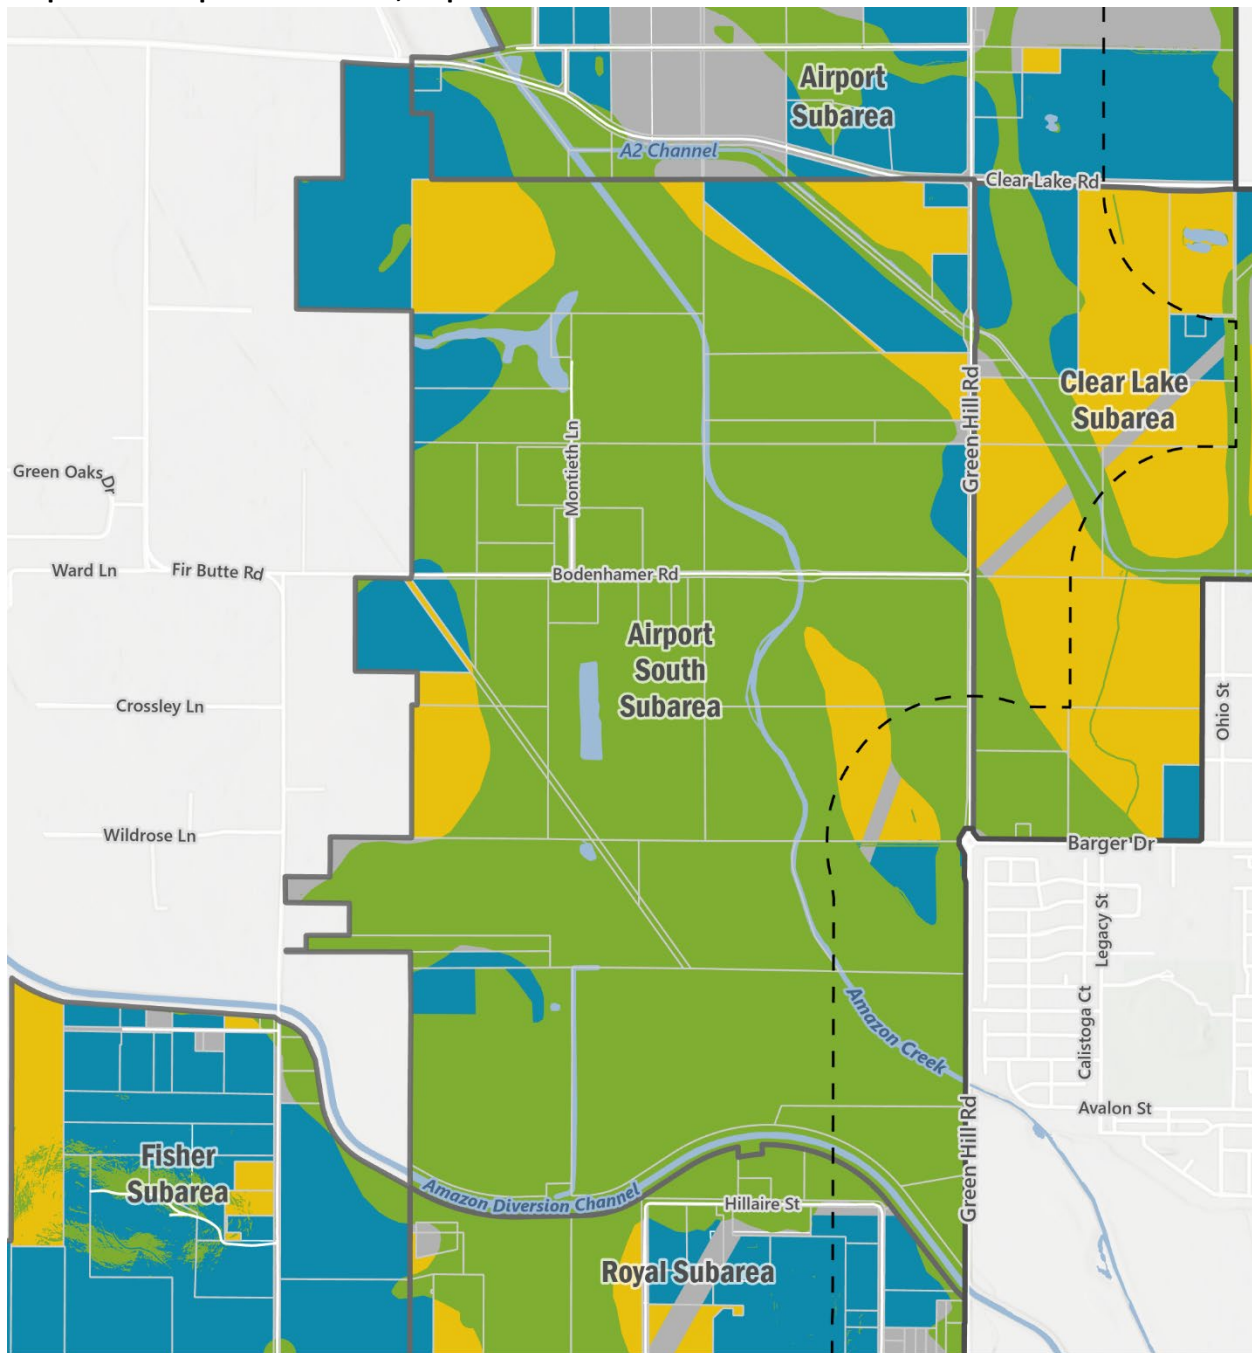 Airport
Subarea
A2 Channel
Clear Lake Rd
Clear Lake
Subarea
Green Hill Rd
Montieth Ln
Green Oaks Dr
Ward Ln
Fir Butte Rd
Bodenhamer Rd
Airport
South
Subarea
Crossley Ln
Ohio St
Wildrose Ln
Barger Dr
Legacy St
Calistoga Ct
Amazon Creek
Avalon St
Green Hill Rd
Fisher
Subarea
Amazon Diversion Channel
Hillaire St
Royal Subarea